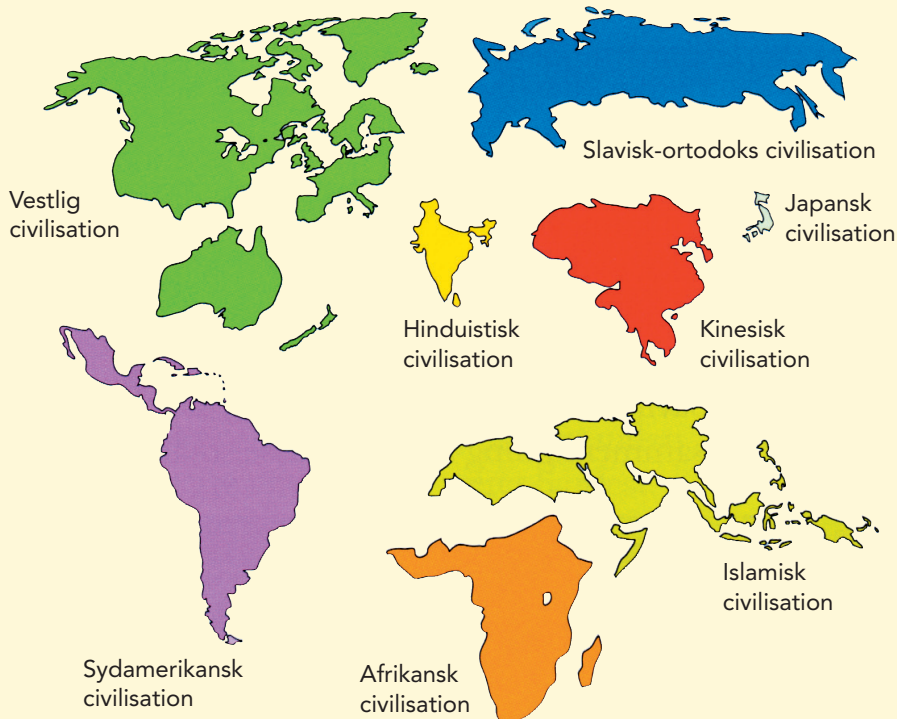 Vestlig
civilisation
Slavisk-ortodoks civilisation
Hinduistisk
civilisation
Kinesisk
civilisation
Japansk
civilisation
Sydamerikansk
civilisation
Afrikansk
civilisation
Islamisk
civilisation